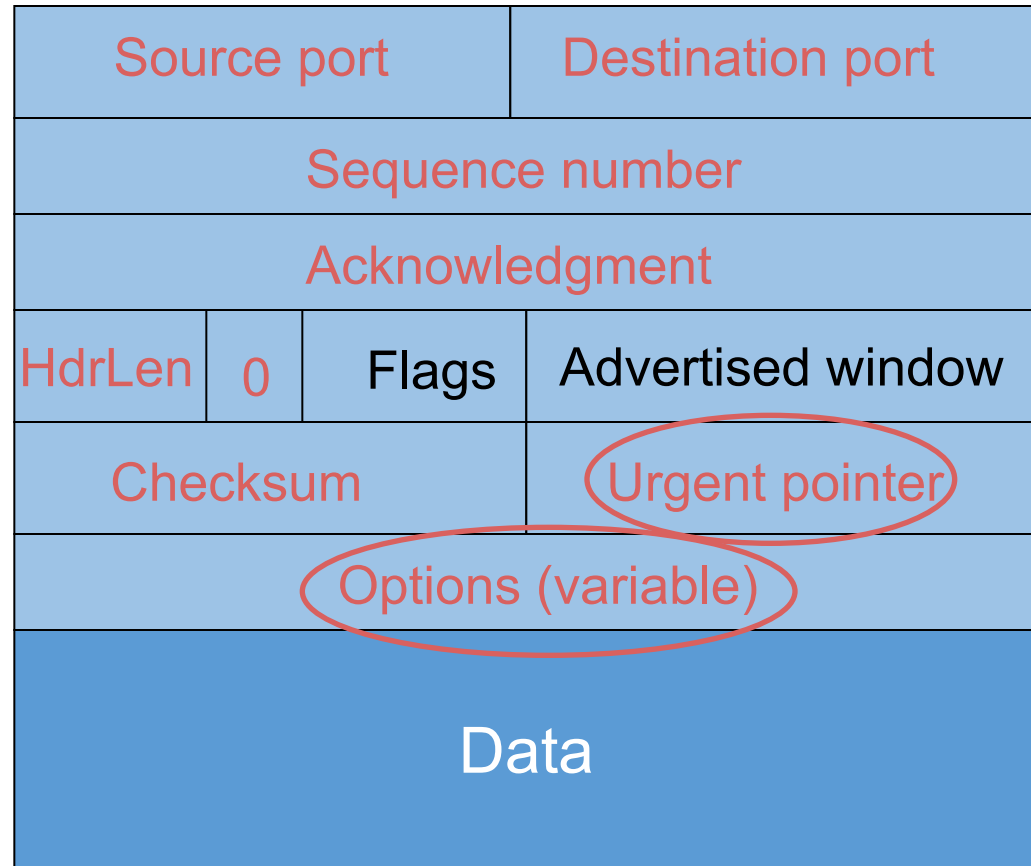 Source port Destination port
Sequence number
Acknowledgment
HdrLen 0 Flags Advertised window
Checksum Urgent pointer
Options (variable)
Data